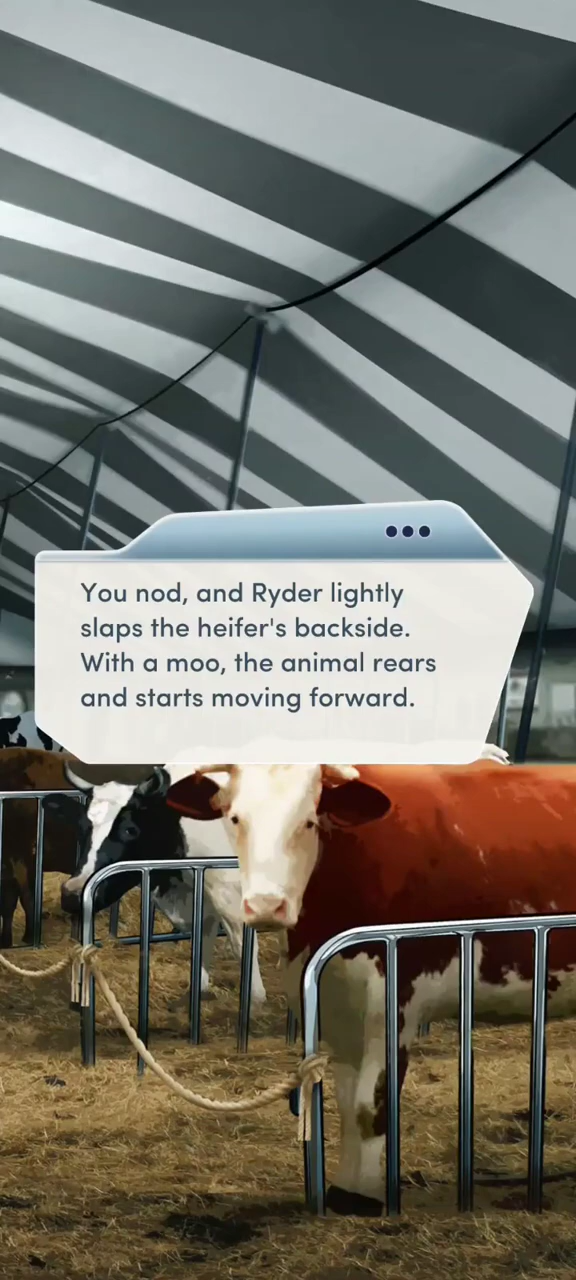 You nod, and Ryder lightly
slaps the heifer's backside.
With a moo, the animal rears
and starts moving forward.